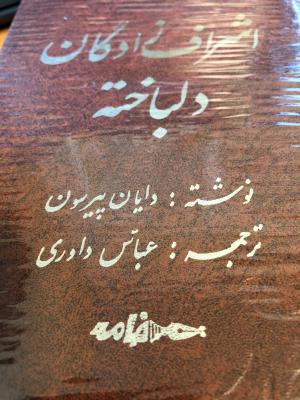 اشراف زادگان
دلباخته
نوشته : دایان پیرسون
ترجمه : عباس داوری